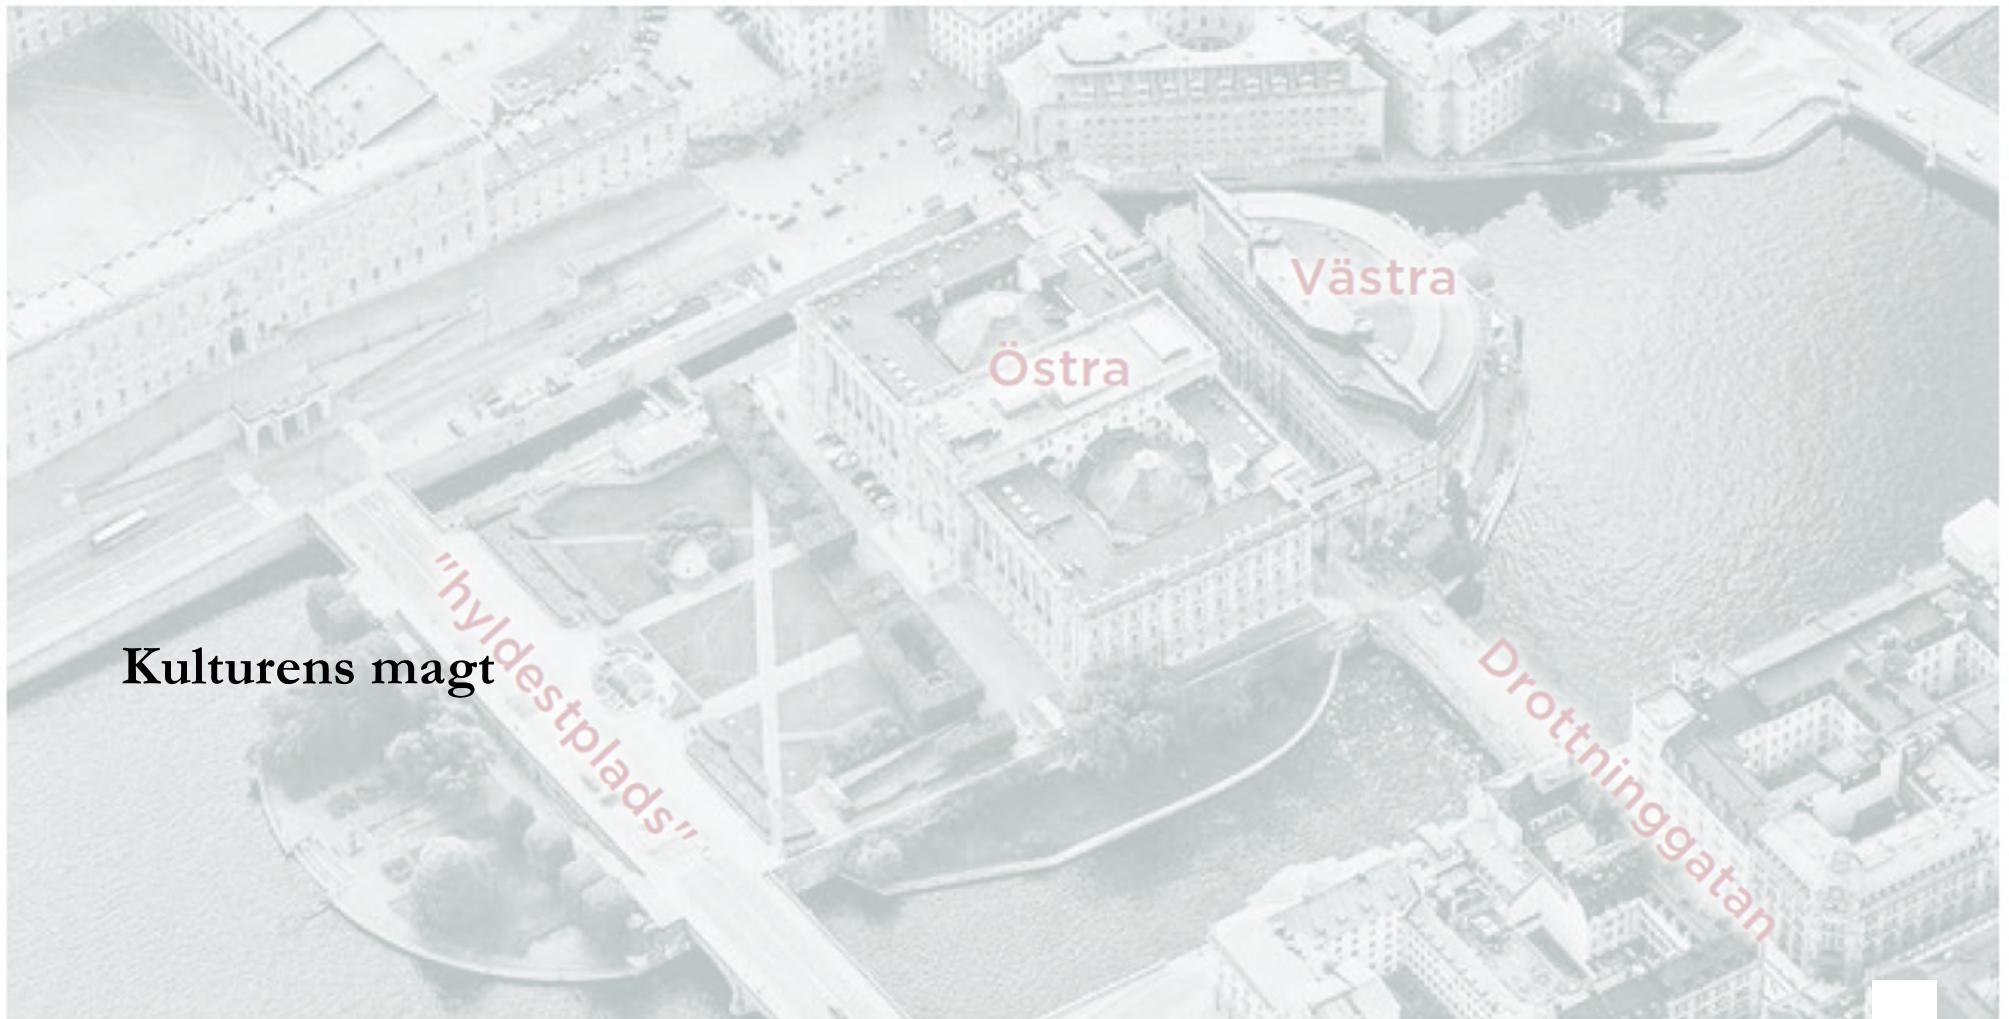 Västra
Östra
"hyldestplads"
Kulturens magt
Drottninggatan